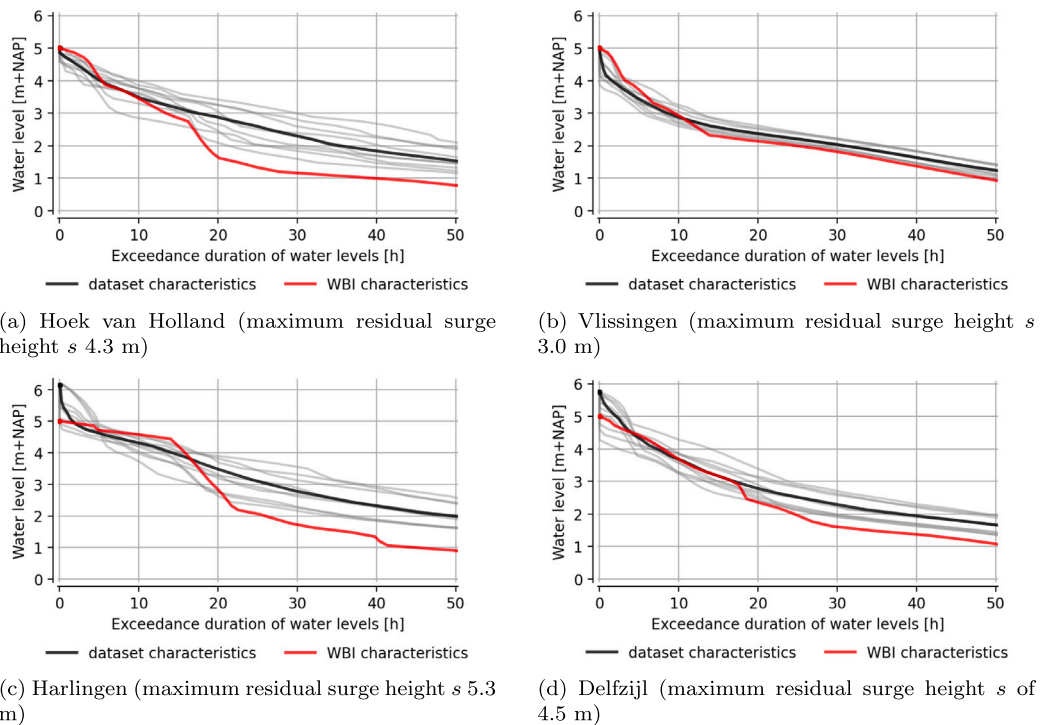 6
5
4
3
2
1
0
Water level [m+NAP]
0 10 20 30 40 50
Exceedance duration of water levels [h]
dataset characteristics WBI characteristics
(a) Hoek van Holland (maximum residual surge
height s 4.3 m)
6
5
4
3
2
1
0
Water level [m+NAP]
0 10 20 30 40 50
Exceedance duration of water levels [h]
dataset characteristics WBI characteristics
(b) Vlissingen (maximum residual surge height s
3.0 m)
6
5
4
3
2
1
0
Water level [m+NAP]
0 10 20 30 40 50
Exceedance duration of water levels [h]
dataset characteristics WBI characteristics
(c) Harlingen (maximum residual surge height s 5.3
m)
6
5
4
3
2
1
0
Water level [m+NAP]
0 10 20 30 40 50
Exceedance duration of water levels [h]
dataset characteristics WBI characteristics
(d) Delfzijl (maximum residual surge height s of
4.5 m)